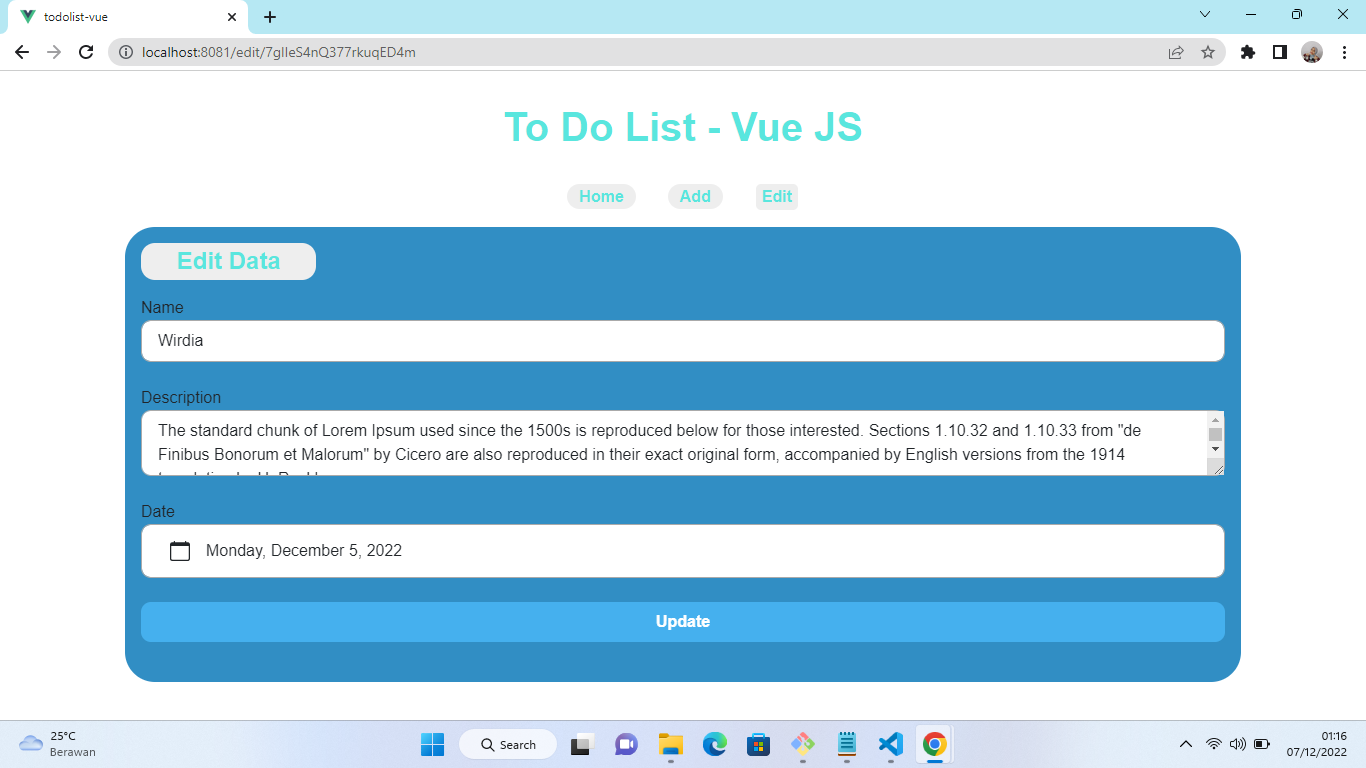 todolist-vue
localhost:8081/edit/7glleS4nQ377rkuqED4m
To Do List - Vue JS
Home Add Edit
Edit Data
Name
Wirdia
Description
The standard chunk of Lorem Ipsum used since the 1500s is reproduced below for those interested. Sections 1.10.32 and 1.10.33 from "de
Finibus Bonorum et Malorum" by Cicero are also reproduced in their exact original form, accompanied by English versions from the 1914
Date
Monday, December 5, 2022
Update
25°C
Berawan
Search
01:16
07/12/2022